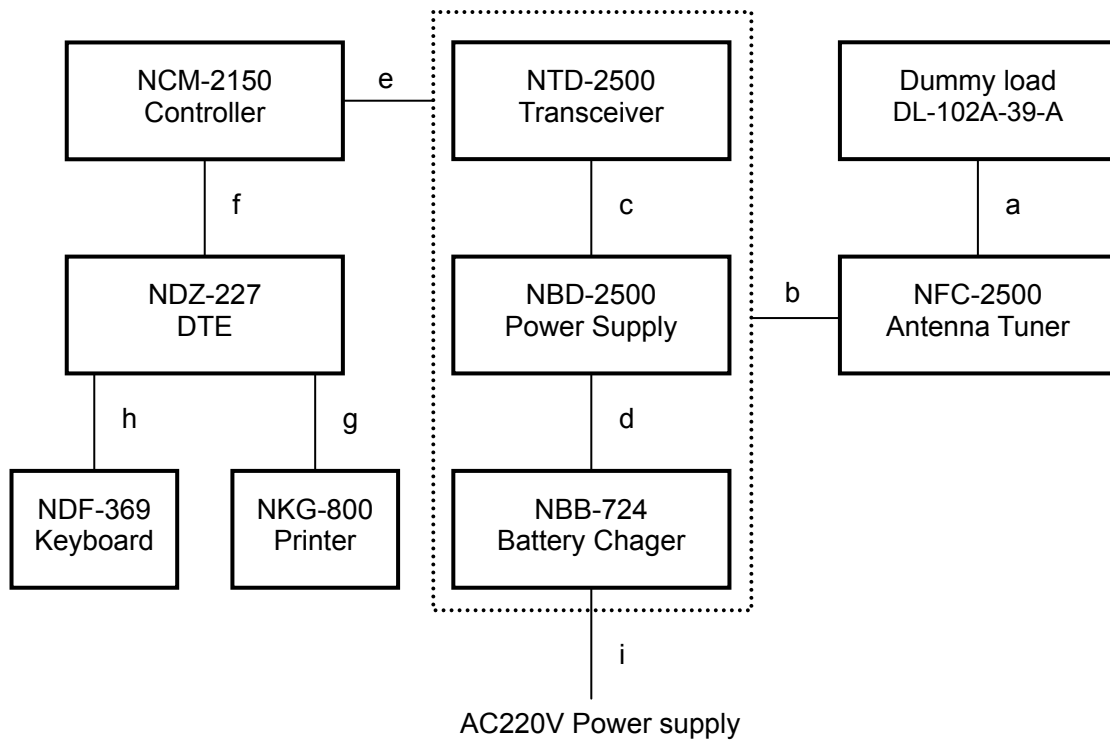 NCM-2150
Controller
e
NTD-2500
Transceiver
Dummy load
DL-102A-39-A
f
c
a
NDZ-227
DTE
NBD-2500
Power Supply
b
NFC-2500
Antenna Tuner
h
g
d
NDF-369
Keyboard
NKG-800
Printer
NBB-724
Battery Chager
i
AC220V Power supply